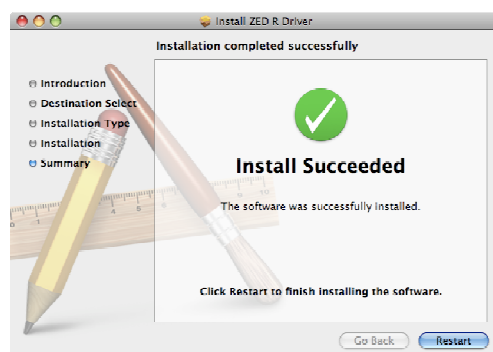 Install ZED R Driver
Installation completed successfully
Introduction
Destination Select
Installation Type
Installation
Summary
Install Succeeded
The software was successfully installed.
Click Restart to finish installing the software.
Go Back
Restart